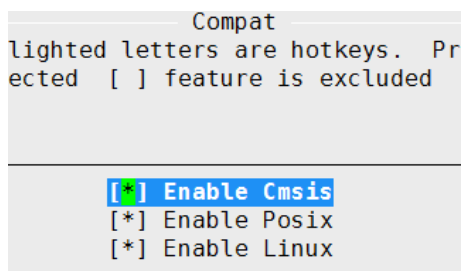 Compat
lighted letters are hotkeys. Pr
ected [ ] feature is excluded
[*] Enable Cmsis
[*] Enable Posix
[*] Enable Linux